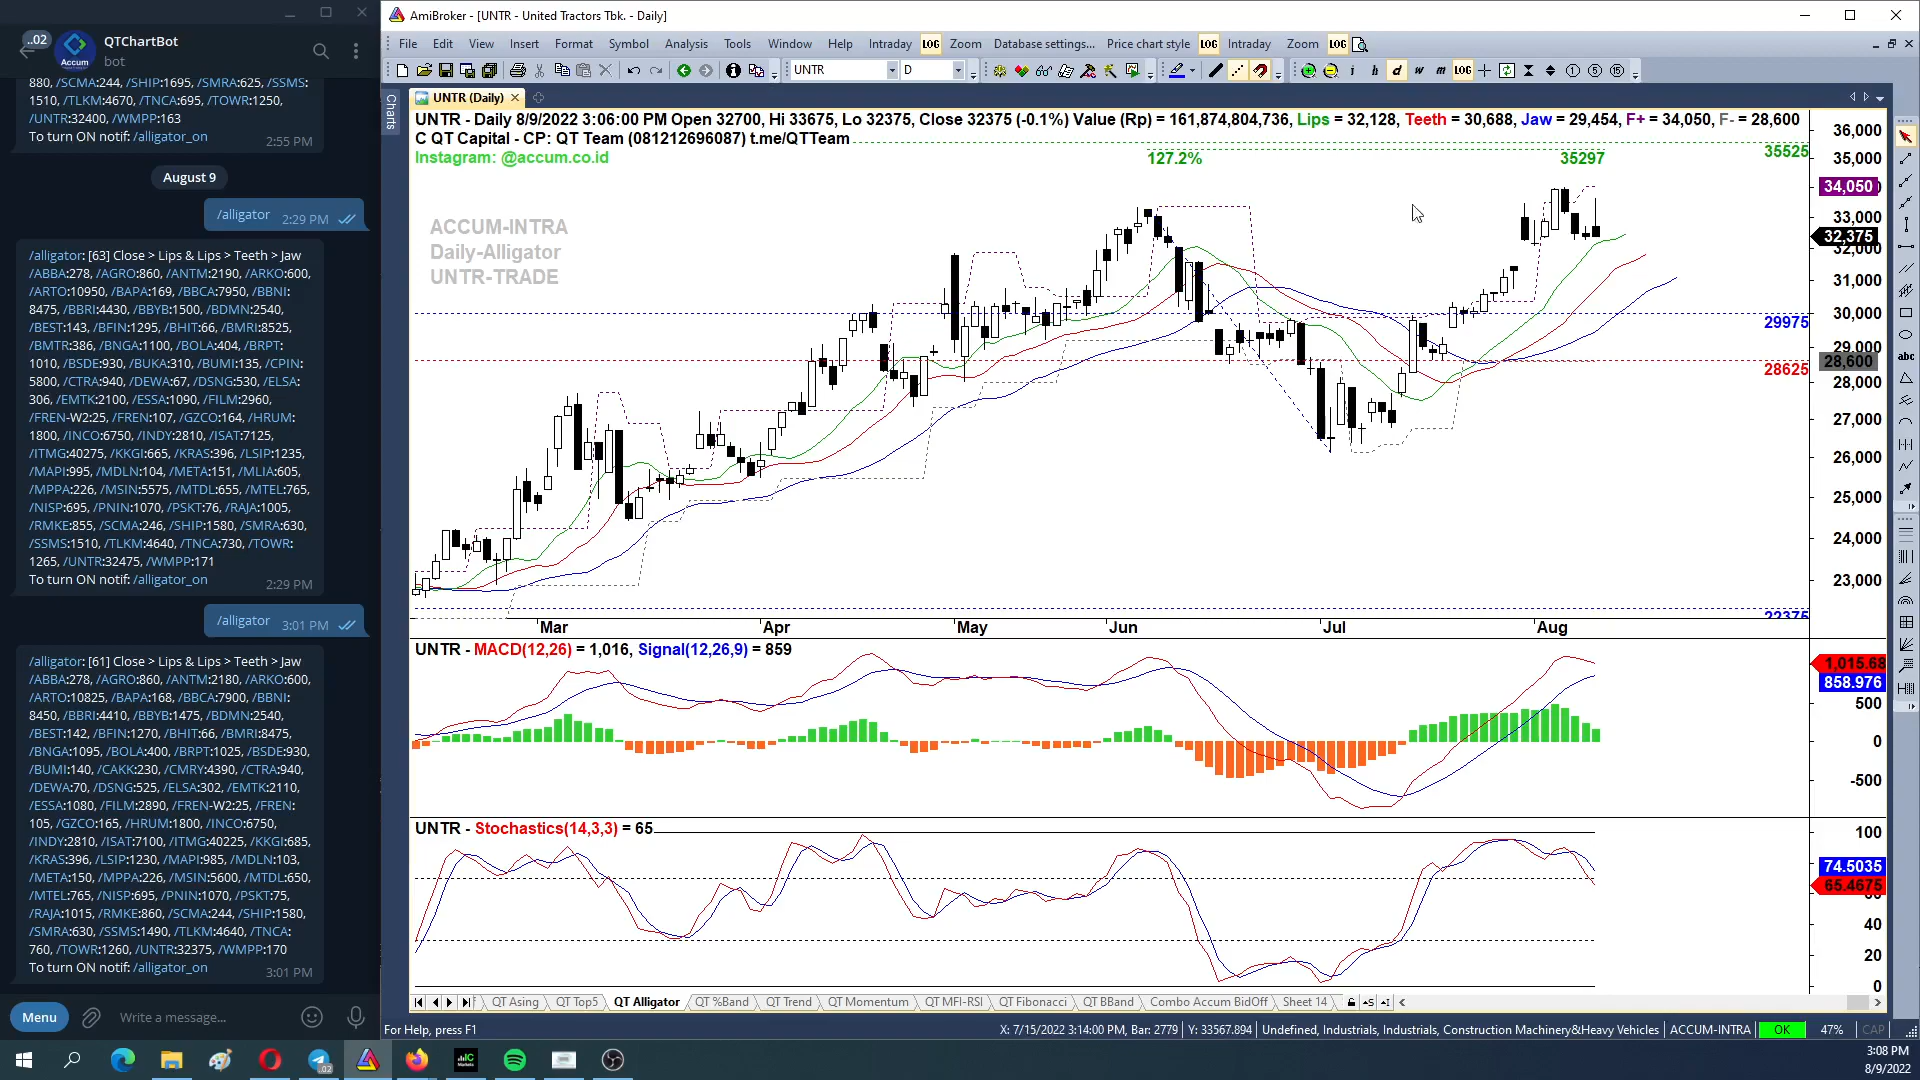 ..02
QTChartBot
bot
880, /SCMA:244, /SHIP:1695, /SMRA:625, /SSMS:
1510, /TLKM:4670, /TNCA:695, /TOWR:1250,
/UNTR:32400, /WMPP:163
To turn ON notif: /alligator_on
2:55 PM
August 9
/alligator 2:29 PM
/alligator: [63] Close > Lips & Lips > Teeth > Jaw
/ABBA:278, /AGRO:860, /ANTM:2190, /ARKO:600,
/ARTO:10950, /BAPA:169, /BBCA:7950, /BBNI:
8475, /BBRI:4430, /BBYB:1500, /BDMN:2540,
/BEST:143, /BFIN:1295, /BHIT:66, /BMRI:8525,
/BMTR:386, /BNGA:1100, /BOLA:404, /BRPT:
1010, /BSDE:930, /BUKA:310, /BUMI:135, /CPIN:
5800, /CTRA:940, /DEWA:67, /DSNG:530, /ELSA:
306, /EMTK:2100, /ESSA:1090, /FILM:2960,
/FREN-W2:25, /FREN:107, /GZCO:164, /HRUM:
1800, /INCO:6750, /INDY:2810, /ISAT:7125,
/ITMG:40275, /KKGI:665, /KRAS:396, /LSIP:1235,
/MAPI:995, /MDLN:104, /META:151, /MLIA:605,
/MPPA:226, /MSIN:5575, /MTDL:655, /MTEL:765,
/NISP:695, /PNIN:1070, /PSKT:76, /RAJA:1005,
/RMKE:855, /SCMA:246, /SHIP:1580, /SMRA:630,
/SSMS:1510, /TLKM:4640, /TNCA:730, /TOWR:
1265, /UNTR:32475, /WMPP:171
To turn ON notif: /alligator_on
2:29 PM
/alligator 3:01 PM
/alligator: [61] Close > Lips & Lips > Teeth > Jaw
/ABBA:278, /AGRO:860, /ANTM:2180, /ARKO:600,
/ARTO:10825, /BAPA:168, /BBCA:7900, /BBNI:
8450, /BBRI:4410, /BBYB:1475, /BDMN:2540,
/BEST:142, /BFIN:1270, /BHIT:66, /BMRI:8475,
/BNGA:1095, /BOLA:400, /BRPT:1025, /BSDE:930,
/BUMI:140, /CAKK:230, /CMRY:4390, /CTRA:940,
/DEWA:70, /DSNG:525, /ELSA:302, /EMTK:2110,
/ESSA:1080, /FILM:2890, /FREN-W2:25, /FREN:
105, /GZCO:165, /HRUM:1800, /INCO:6750,
/INDY:2810, /ISAT:7100, /ITMG:40225, /KKGI:685,
/KRAS:396, /LSIP:1230, /MAPI:985, /MDLN:103,
/META:150, /MPPA:226, /MSIN:5600, /MTDL:650,
/MTEL:765, /NISP:695, /PNIN:1070, /PSKT:75,
/RAJA:1015, /RMKE:860, /SCMA:244, /SHIP:1580,
/SMRA:630, /SSMS:1490, /TLKM:4640, /TNCA:
760, /TOWR:1260, /UNTR:32375, /WMPP:170
To turn ON notif: /alligator_on
3:01 PM
Menu Write a message...
AmiBroker - [UNTR - United Tractors Tbk. - Daily]
File Edit View Insert Format Symbol Analysis Tools Window Help Intraday LOG Zoom Database settings... Price chart style LOG Intraday Zoom LOG
UNTR D
i h d w m LOG
Charts
UNTR (Daily)
UNTR - Daily 8/9/2022 3:06:00 PM Open 32700, Hi 33675, Lo 32375, Close 32375 (-0.1%) Value (Rp) = 161,874,804,736, Lips = 32,128, Teeth = 30,688, Jaw = 29,454, F+ = 34,050, F- = 28,600
C QT Capital - CP: QT Team (081212696087) t.me/QTTeam
Instagram: @accum.co.id
127.2%
35297
35525
ACCUM-INTRA
Daily-Alligator
UNTR-TRADE
36,000
35,000
34,050
33,000
32,375
32,000
31,000
30,000
29975
29,000
28,600
28625
28,000
27,000
26,000
25,000
24,000
23,000
22375
Mar Apr May Jun Jul Aug
UNTR - MACD(12,26) = 1,016, Signal(12,26,9) = 859
1,015.68
858.976
500
0
-500
UNTR - Stochastics(14,3,3) = 65
100
74.5035
65.4675
60
40
20
0
abc
QT Asing QT Top5 QT Alligator QT %Band QT Trend QT Momentum QT MFI-RSI QT Fibonacci QT BBand Combo Accum BidOff Sheet 14
For Help, press F1
X: 7/15/2022 3:14:00 PM, Bar: 2779 Y: 33567.894 Undefined, Industrials, Industrials, Construction Machinery&Heavy Vehicles ACCUM-INTRA OK 47% CAP
3:08 PM
8/9/2022